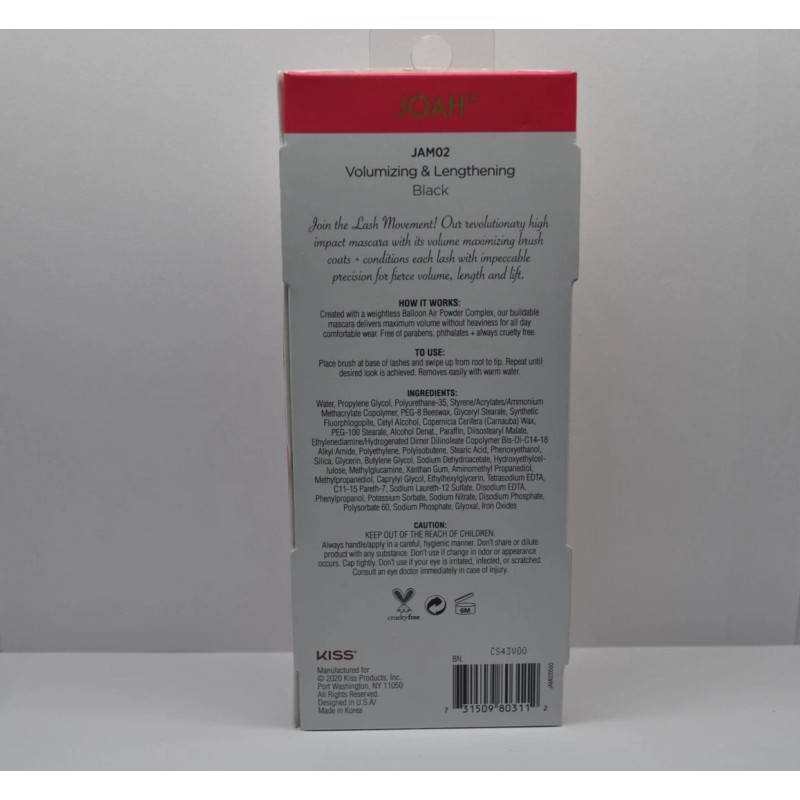 JOAH®
JAM02
Volumizing & Lengthening
Black
Join the Lash Movement! Our revolutionary high
impact mascara with its volume maximizing brush
coats + conditions each lash with impeccable
precision for fierce volume, length and lift.
HOW IT WORKS:
Created with a weightless Balloon Air Powder Complex, our buildable
mascara delivers maximum volume without heaviness for all day
comfortable wear. Free of parabens, phthalates + always cruelty free.
TO USE:
Place brush at base of lashes and swipe up from root to tip. Repeat until
desired look is achieved. Removes easily with warm water.
INGREDIENTS:
Water, Propylene Glycol, Polyurethane-35, Styrene/Acrylates/Ammonium
Methacrylate Copolymer, PEG-8 Beeswax, Glyceryl Stearate, Synthetic
Fluorphlogopite, Cetyl Alcohol, Copernicia Cerifera (Carnauba) Wax,
PEG-100 Stearate, Alcohol Denat., Paraffin, Diisostearyl Malate,
Ethylenediamine/Hydrogenated Dimer Dilinoleate Copolymer Bis-Di-C14-18
Alkyl Amide, Polyethylene, Polyisobutene, Stearic Acid, Phenoxyethanol,
Silica, Glycerin, Butylene Glycol, Sodium Dehydroacetate, Hydroxyethylcel-
lulose, Methylglucamine, Xanthan Gum, Aminomethyl Propanediol,
Methylpropanediol, Caprylyl Glycol, Ethylhexylglycerin, Tetrasodium EDTA,
C11-15 Pareth-7, Sodium Laureth-12 Sulfate, Disodium EDTA,
Phenylpropanol, Potassium Sorbate, Sodium Nitrate, Disodium Phosphate,
Polysorbate 60, Sodium Phosphate, Glyoxal, Iron Oxides
CAUTION:
KEEP OUT OF THE REACH OF CHILDREN.
Always handle/apply in a careful, hygienic manner. Don't share or dilute
product with any substance. Don't use if change in odor or appearance
occurs. Cap tightly. Don't use if your eye is irritated, infected, or scratched.
Consult an eye doctor immediately in case of injury.
crueltyfree
6M
KISS®
Manufactured for
© 2020 Kiss Products, Inc.
Port Washington, NY 11050
All Rights Reserved.
Designed in U.S.A/
Made in Korea
BN.
CS43V00
7 31509 80311 2